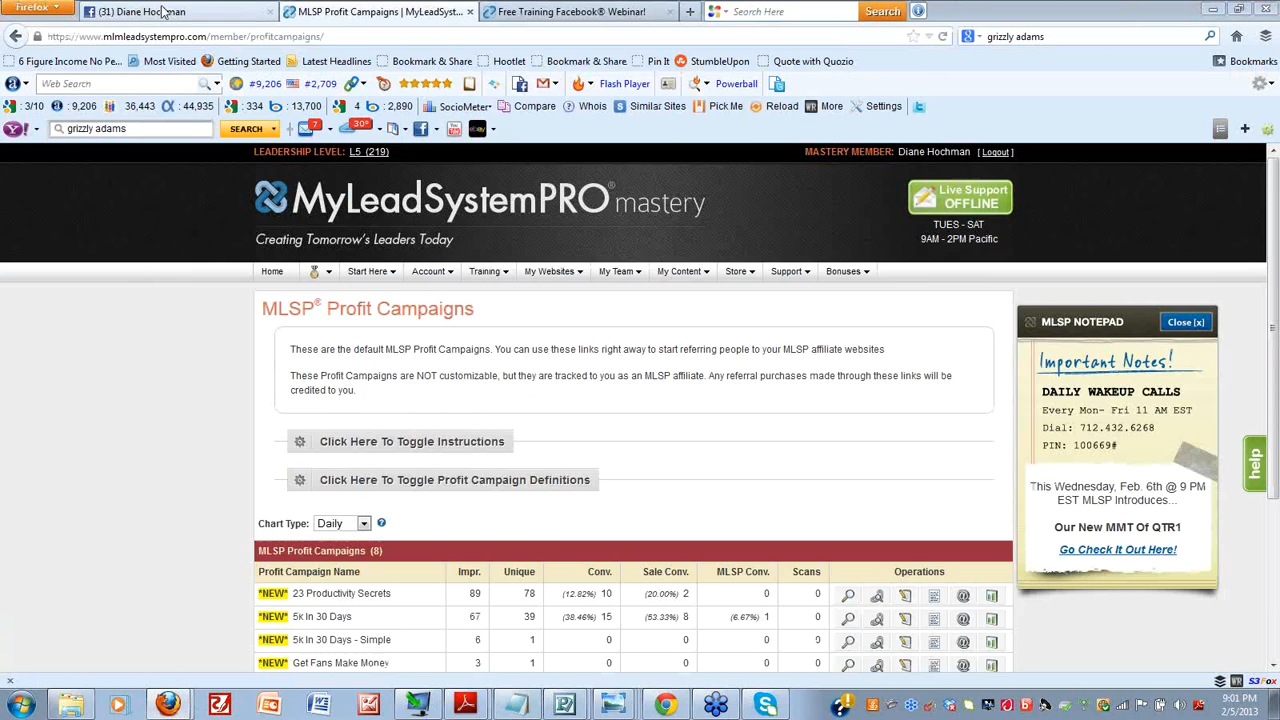 Firefox
(31) Diane Hochman
MLSP Profit Campaigns | MyLeadSyst...
Free Training Facebook® Webinar!
Search Here
Search
https://www.mlmleadsystempro.com/member/profitcampaigns/
grizzly adams
6 Figure Income No Pe...
Most Visited
Getting Started
Latest Headlines
Bookmark & Share
Hootlet
Bookmark & Share
Pin It
StumbleUpon
Quote with Quozio
Bookmarks
Web Search
#9,206
#2,709
Flash Player
Powerball
: 3/10
: 9,206
: 36,443
: 44,935
: 334
: 13,700
: 4
: 2,890
SocioMeter
Compare
Whois
Similar Sites
Pick Me
Reload
More
Settings
grizzly adams
SEARCH
7
30°
LEADERSHIP LEVEL: L5 (219)
MASTERY MEMBER: Diane Hochman [ Logout ]
MyLeadSystemPRO® mastery
Creating Tomorrow's Leaders Today
Live Support
OFFLINE
TUES - SAT
9AM - 2PM Pacific
Home
Start Here
Account
Training
My Websites
My Team
My Content
Store
Support
Bonuses
MLSP® Profit Campaigns
These are the default MLSP Profit Campaigns. You can use these links right away to start referring people to your MLSP affiliate websites
These Profit Campaigns are NOT customizable, but they are tracked to you as an MLSP affiliate. Any referral purchases made through these links will be
credited to you.
Click Here To Toggle Instructions
Click Here To Toggle Profit Campaign Definitions
Chart Type: Daily
MLSP NOTEPAD
Close [x]
Important Notes!
DAILY WAKEUP CALLS
Every Mon- Fri 11 AM EST
Dial: 712.432.6268
PIN: 100669#
This Wednesday, Feb. 6th @ 9 PM
EST MLSP Introduces...
Our New MMT Of QTR1
Go Check It Out Here!
help
MLSP Profit Campaigns (8)
Profit Campaign Name Impr. Unique Conv. Sale Conv. MLSP Conv. Scans Operations
*NEW* 23 Productivity Secrets 89 78 (12.82%) 10 (20.00%) 2 0 0
*NEW* 5k In 30 Days 67 39 (38.46%) 15 (53.33%) 8 (6.67%) 1 0
*NEW* 5k In 30 Days - Simple 6 1 0 0 0 0
*NEW* Get Fans Make Money 3 1 0 0 0 0
S3Fox
9:01 PM
2/5/2013